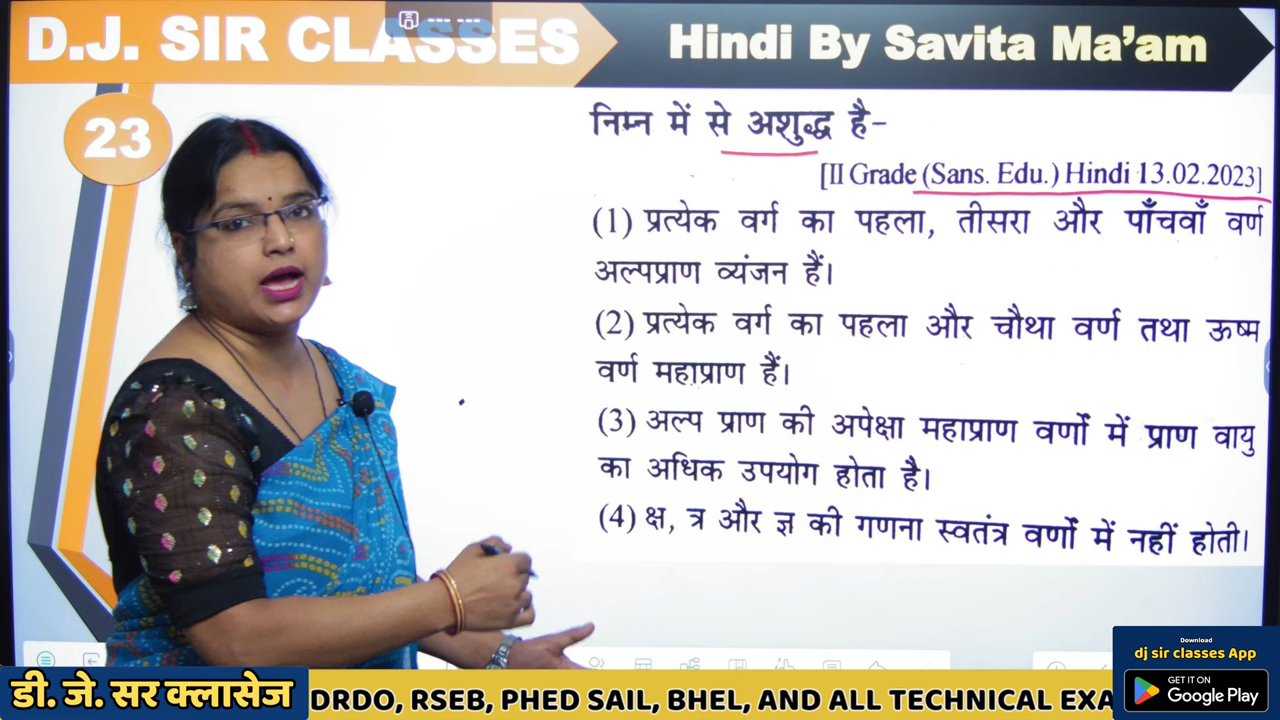 D.J. SIR CLASSES
Hindi By Savita Ma’am
23
निम्न में से अशुद्ध है-
[II Grade (Sans. Edu.) Hindi 13.02.2023]
(1) प्रत्येक वर्ग का पहला, तीसरा और पाँचवाँ वर्ण
अल्पप्राण व्यंजन हैं।
(2) प्रत्येक वर्ग का पहला और चौथा वर्ण तथा ऊष्म
वर्ण महाप्राण हैं।
(3) अल्प प्राण की अपेक्षा महाप्राण वर्णों में प्राण वायु
का अधिक उपयोग होता है।
(4) क्ष, त्र और ज्ञ की गणना स्वतंत्र वर्णों में नहीं होती।
Download
dj sir classes App
GET IT ON
Google Play
डी. जे. सर क्लासेज
DRDO, RSEB, PHED SAIL, BHEL, AND ALL TECHNICAL EXA